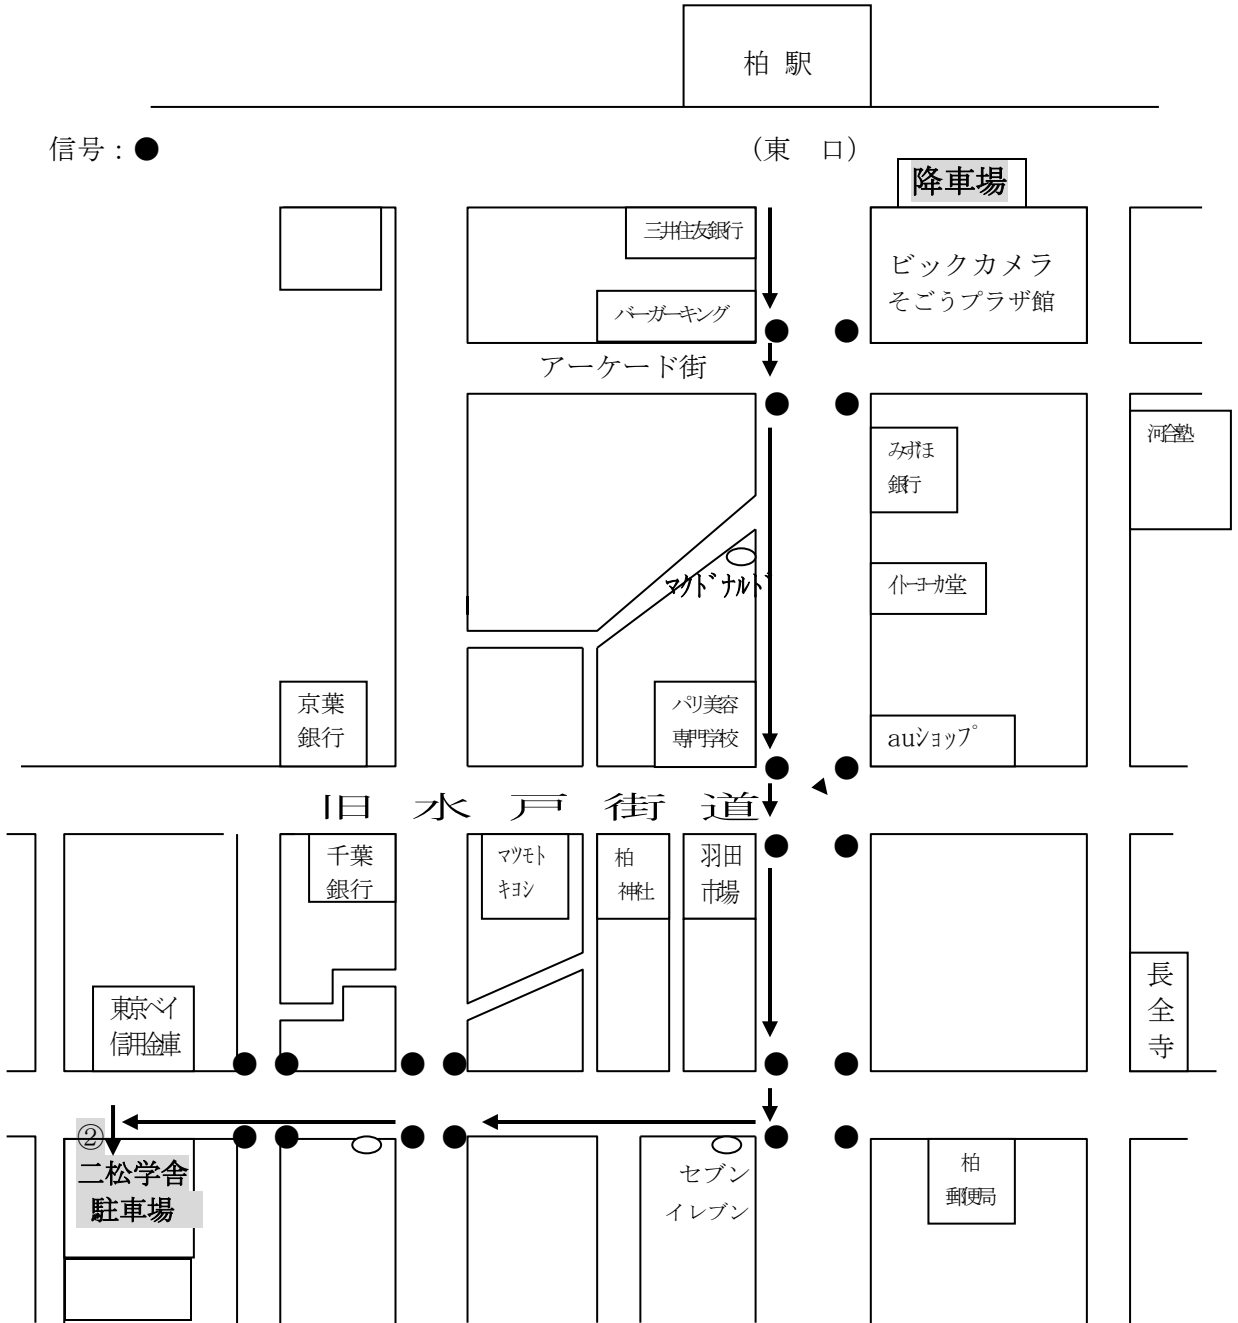 柏 駅
信号：●
（東　口）
降車場
三井住友銀行
ビックカメラ
そごうプラザ館
バーガーキング
アーケード街
河合塾
みずほ
銀行
マクドナルド
イトーヨーカ堂
京葉
銀行
パリ美容
専門学校
auショップ
旧 水 戸 街 道
千葉
銀行
マツモト
キヨシ
柏
神社
羽田
市場
東京ベイ
信用金庫
長
全
寺
②
二松学舎
駐車場
セブン
イレブン
柏
郵便局